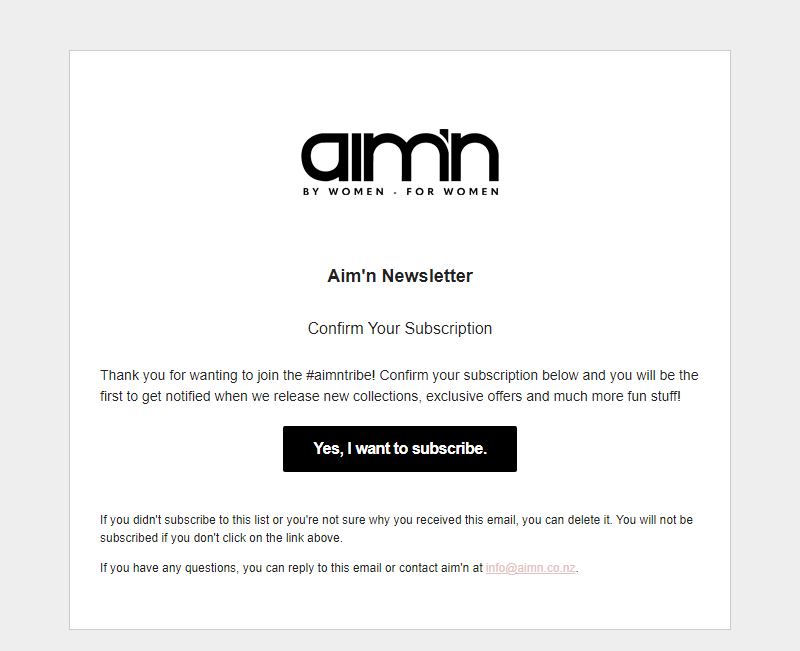 aim'n
BY WOMEN - FOR WOMEN
Aim'n Newsletter
Confirm Your Subscription
Thank you for wanting to join the #aimntribe! Confirm your subscription below and you will be the
first to get notified when we release new collections, exclusive offers and much more fun stuff!
Yes, I want to subscribe.
If you didn't subscribe to this list or you're not sure why you received this email, you can delete it. You will not be
subscribed if you don't click on the link above.
If you have any questions, you can reply to this email or contact aim'n at info@aimn.co.nz.